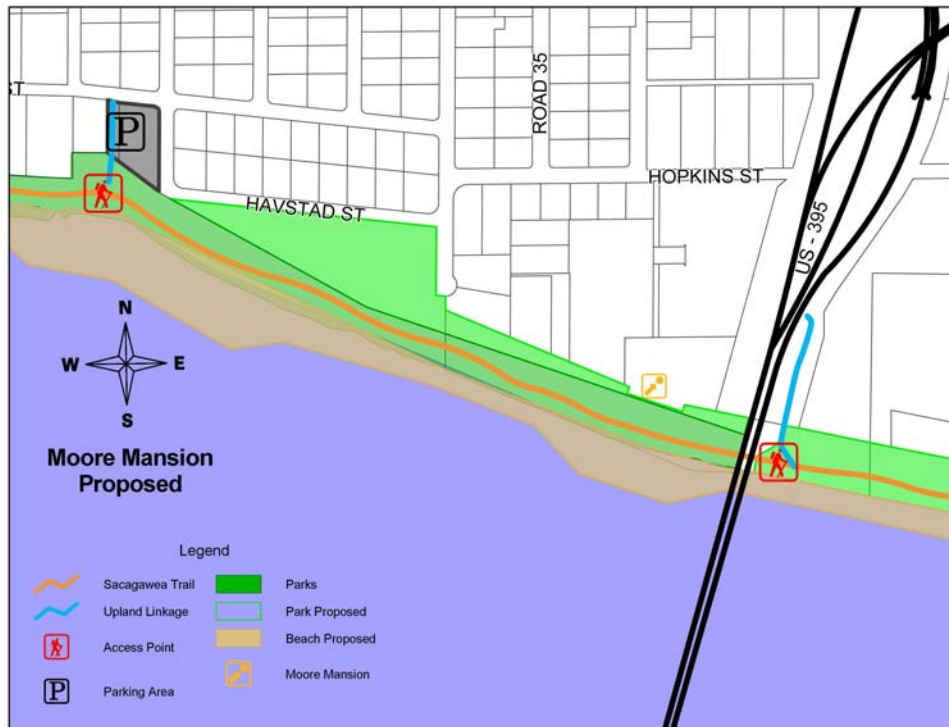 ST
P
ROAD 35
HOPKINS ST
HAVSTAD ST
US - 395
N
W E
S
Moore Mansion
Proposed
Legend
Sacagawea Trail
Upland Linkage
Access Point
P
Parking Area
Parks
Park Proposed
Beach Proposed
Moore Mansion